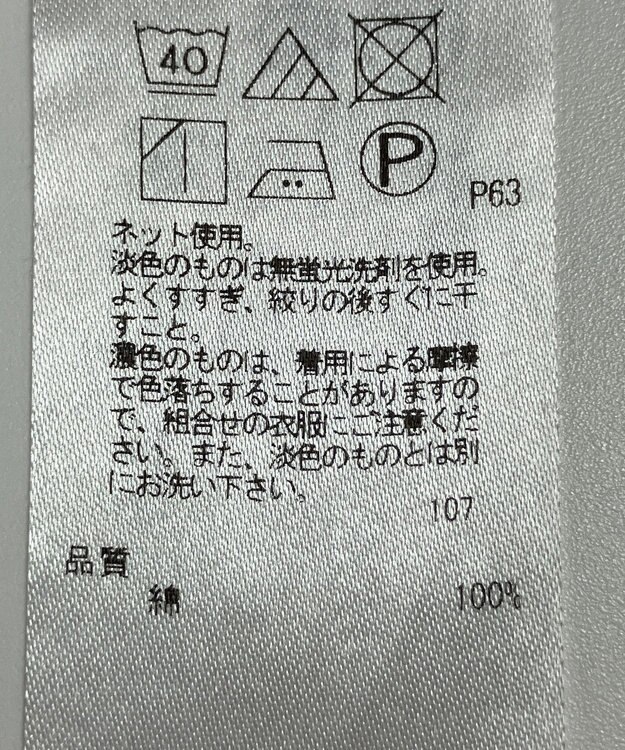 40
P
P63
ネット使用。
淡色のものは無蛍光洗剤を使用。
よくすすぎ、絞りの後すぐに干
すこと。
濃色のものは、着用による摩擦
で色落ちすることがありますの
で、組合せの衣服にご注意くだ
さい。また、淡色のものとは別
にお洗い下さい。
107
品質
綿 100%